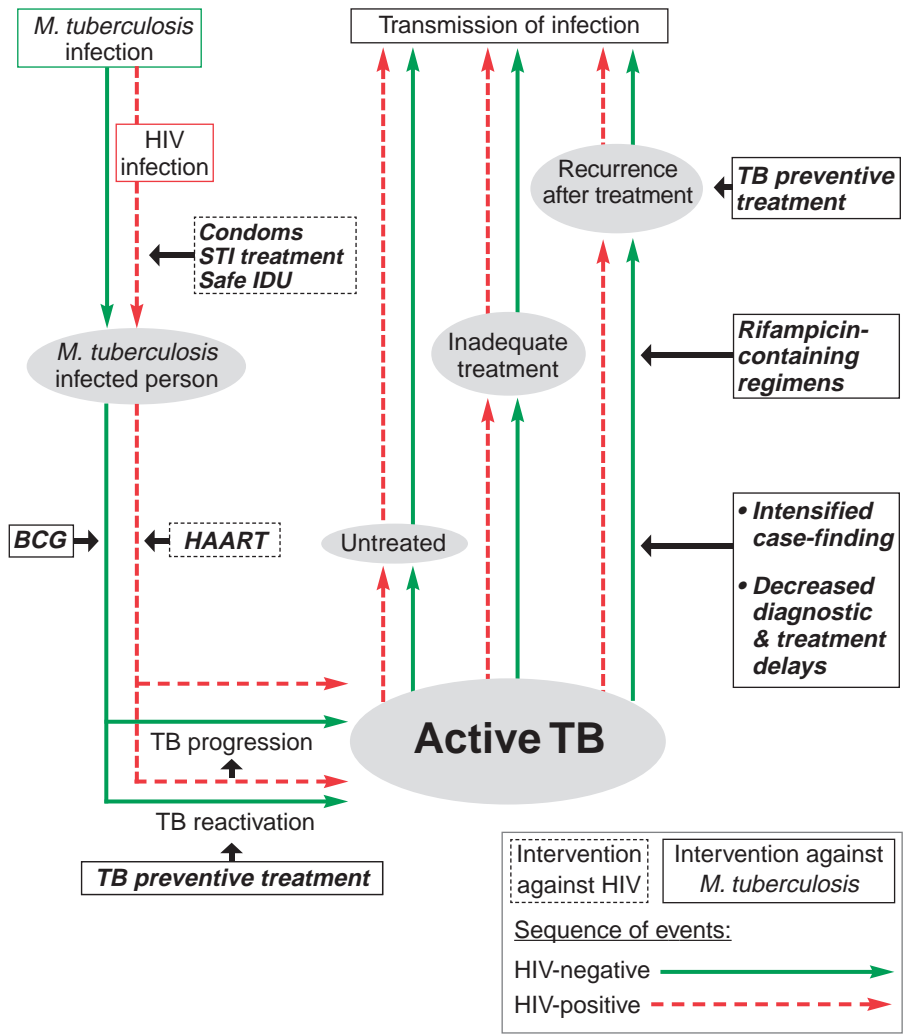 M. tuberculosis
infection
Transmission of infection
HIV
infection
Condoms
STI treatment
Safe IDU
Recurrence
after treatment
TB preventive
treatment
M. tuberculosis
infected person
Inadequate
treatment
Rifampicin-
containing
regimens
BCG
HAART
Untreated
• Intensified
case-finding
• Decreased
diagnostic
& treatment
delays
Active TB
TB progression
TB reactivation
TB preventive treatment
Intervention
against HIV
Intervention against
M. tuberculosis
Sequence of events:
HIV-negative
HIV-positive